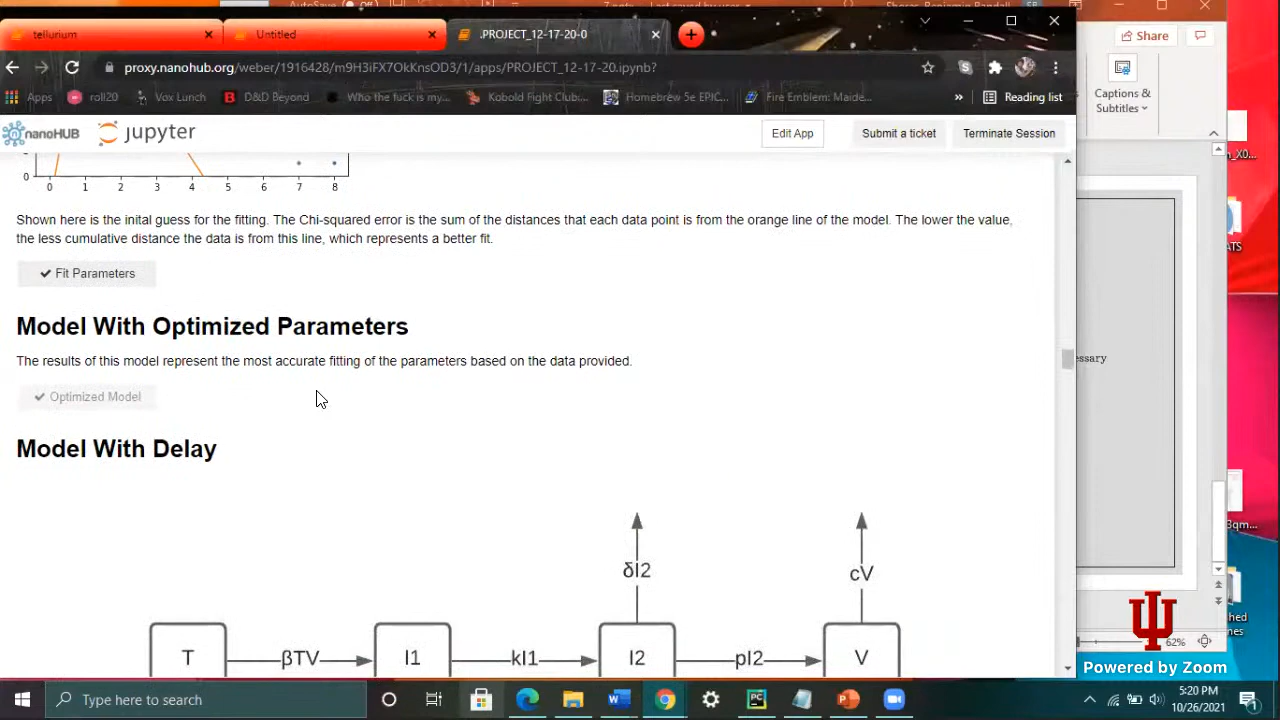 tellurium
Untitled
.PROJECT_12-17-20-0
Share
proxy.nanohub.org/weber/1916428/m9H3iFX7OkKnsOD3/1/apps/PROJECT_12-17-20.ipynb?
Apps
roll20
Vox Lunch
D&D Beyond
Who the fuck is my...
Kobold Fight Club:...
Homebrew 5e EPIC...
Fire Emblem: Maide...
Reading list
Captions &
Subtitles
nanoHUB
jupyter
Edit App
Submit a ticket
Terminate Session
0
0 1 2 3 4 5 6 7 8
Shown here is the inital guess for the fitting. The Chi-squared error is the sum of the distances that each data point is from the orange line of the model. The lower the value,
the less cumulative distance the data is from this line, which represents a better fit.
Fit Parameters
Model With Optimized Parameters
The results of this model represent the most accurate fitting of the parameters based on the data provided.
Optimized Model
Model With Delay
δI2
cV
T
βTV
I1
kI1
I2
pI2
V
essary
62%
Powered by Zoom
Type here to search
5:20 PM
10/26/2021